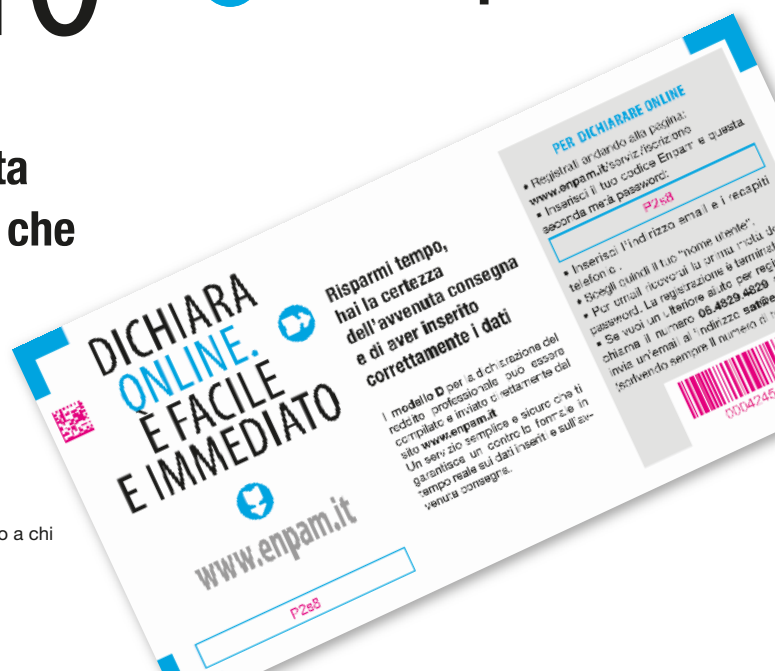 ta
che
o a chi
DICHIARA
ONLINE.
È FACILE
E IMMEDIATO
www.enpam.it
P2s8
Risparmi tempo,
hai la certezza
dell'avvenuta consegna
e di aver inserito
correttamente i dati
modello D per la dichiarazione del
reddito professionale può essere
compilato e inviato direttamente dal
sito www.enpam.it
Un servizio semplice e sicuro che ti
garantisce un controllo formale in
tempo reale sui dati inseriti e sull'av-
venuta consegna.
PER DICHIARARE ONLINE
• Registrati andando alla pagina:
www.enpam.it/servizi/iscrizione
• Inserisci il tuo codice Enpam e questa
seconda metà password:
P2s8
• Inserisci l'indirizzo email e i recapiti
telefonici.
• Scegli quindi il tuo "nome utente".
• Per email riceverai la prima metà de
password. La registrazione è terminat
• Se vuoi un ulteriore aiuto per regi
chiama il numero 06.4829.4829
invia un'email all'indirizzo sat@e
(scrivendo sempre il numero di t
0004245